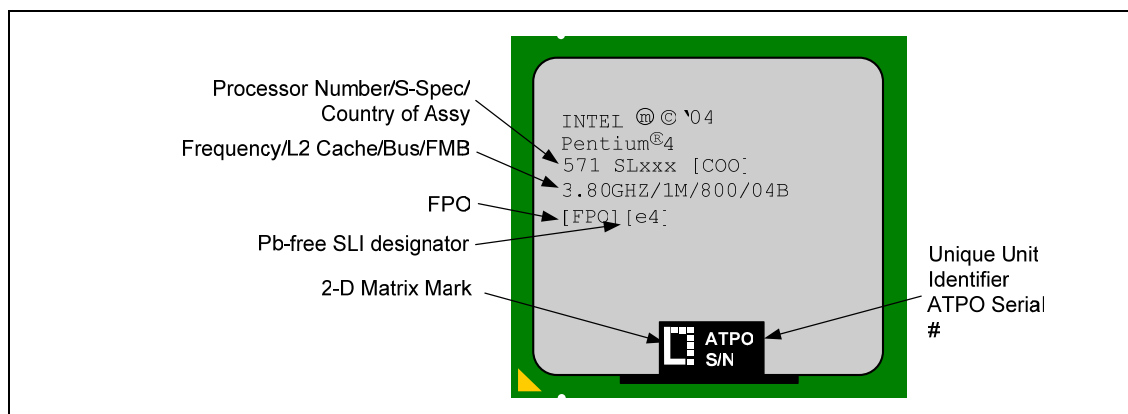 Processor Number/S-Spec/
Country of Assy
Frequency/L2 Cache/Bus/FMB
FPO
Pb-free SLI designator
2-D Matrix Mark
INTEL ⓜ © '04
Pentium®4
571 SLxxx [COO]
3.80GHZ/1M/800/04B
[FPO] [e4]
ATPO
S/N
Unique Unit
Identifier
ATPO Serial
#